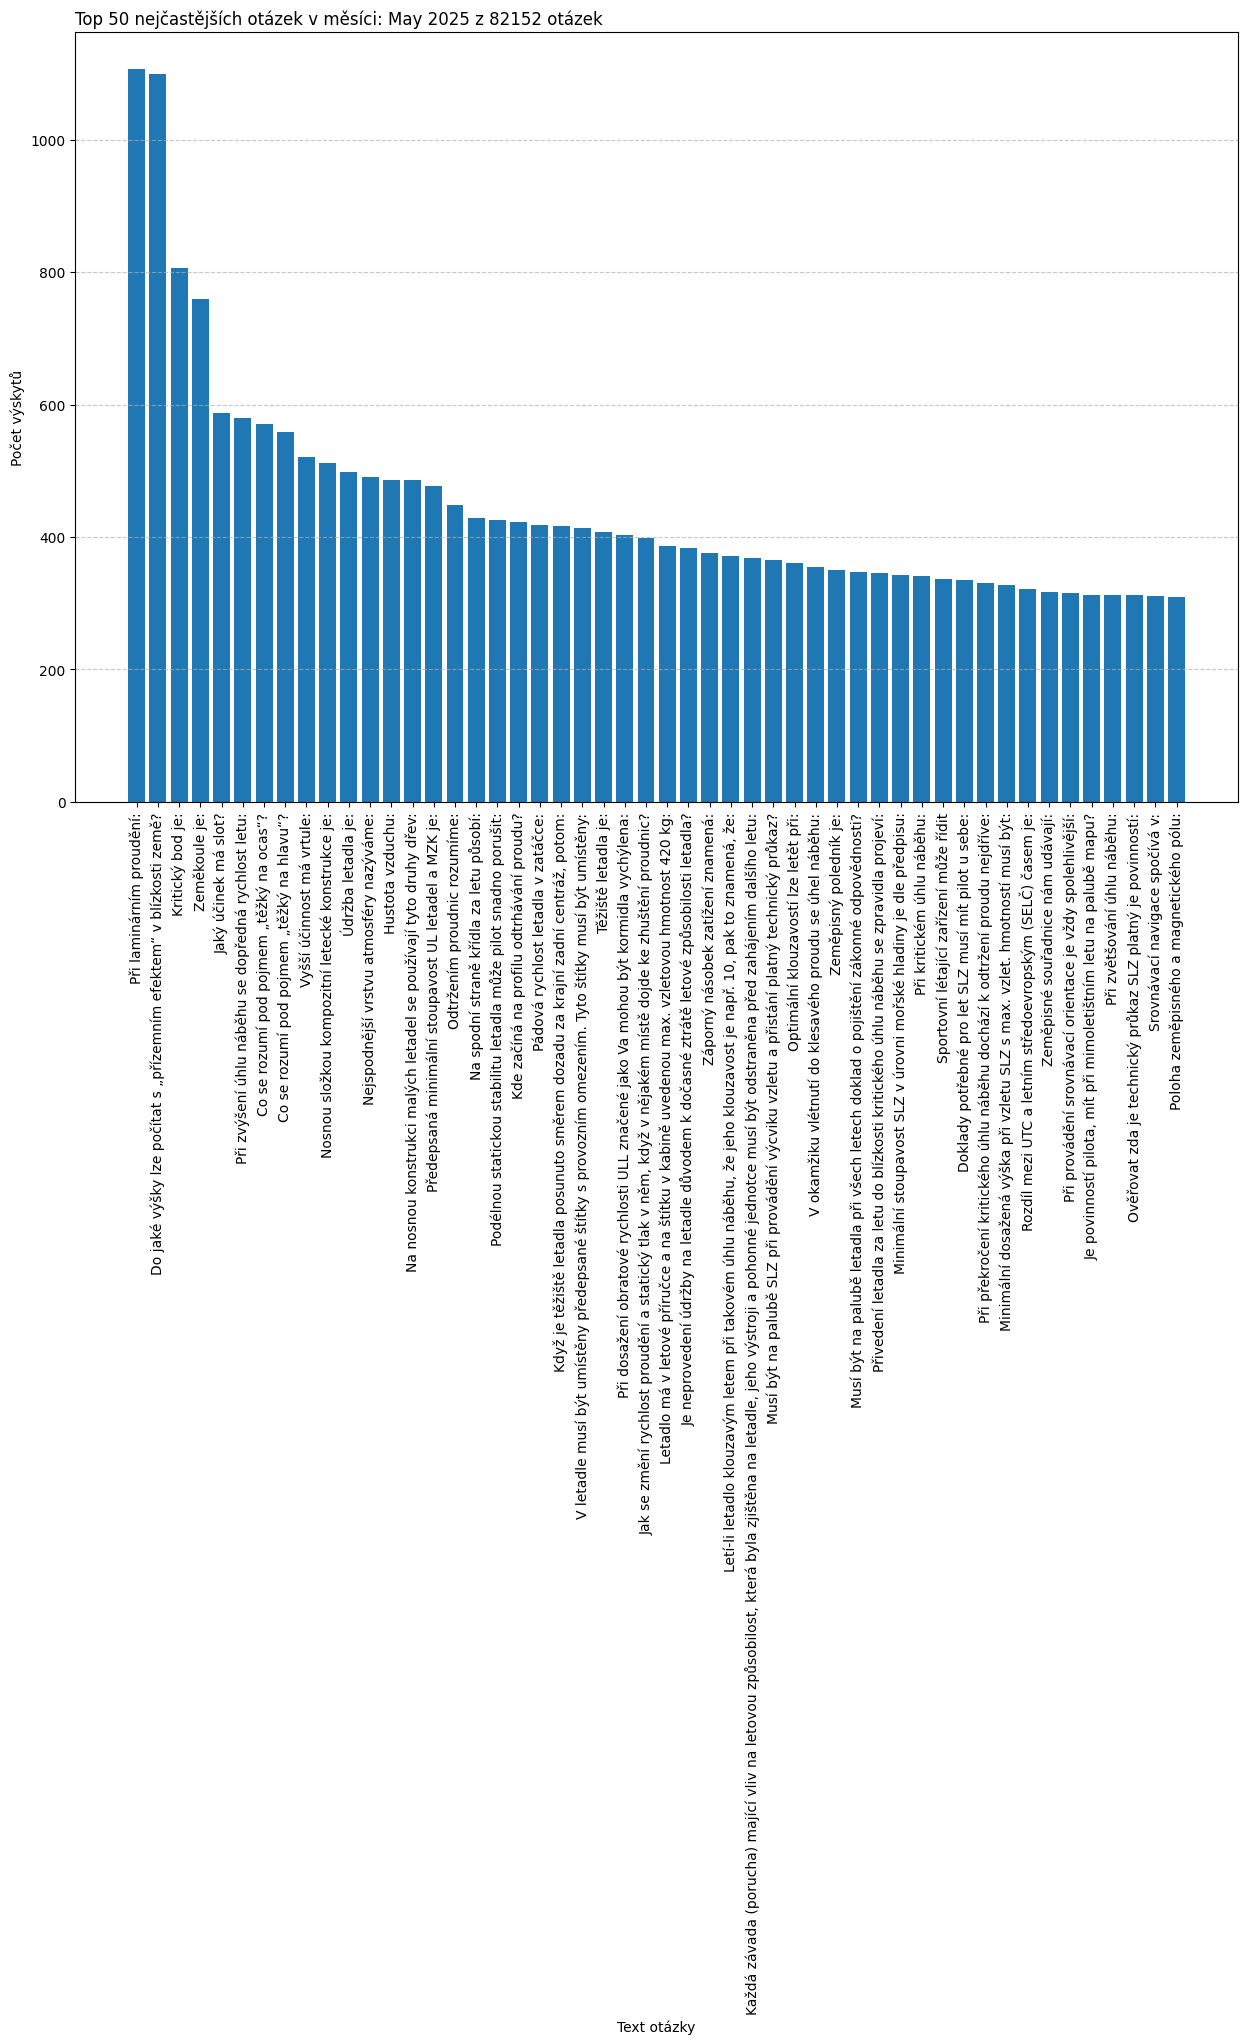 Top 50 nejčastějších otázek v měsíci: May 2025 z 82152 otázek
Počet výskytů
1000
800
600
400
200
0
Při laminárním proudění:
Do jaké výšky lze počítat s „přízemním efektem“ v blízkosti země?
Kritický bod je:
Zeměkoule je:
Jaký účinek má slot?
Při zvýšení úhlu náběhu se dopředná rychlost letu:
Co se rozumí pod pojmem „těžký na ocas“?
Co se rozumí pod pojmem „těžký na hlavu“?
Vyšší účinnost má vrtule:
Nosnou složkou kompozitní letecké konstrukce je:
Údržba letadla je:
Nejspodnější vrstvu atmosféry nazýváme:
Hustota vzduchu:
Na nosnou konstrukci malých letadel se používají tyto druhy dřev:
Předepsaná minimální stoupavost UL letadel a MZK je:
Odtržením proudnic rozumíme:
Na spodní straně křídla za letu působí:
Podélnou statickou stabilitu letadla může pilot snadno porušit:
Kde začíná na profilu odtrhávání proudu?
Pádová rychlost letadla v zatáčce:
Když je těžiště letadla posunuto směrem dozadu za krajní zadní centráž, potom:
V letadle musí být umístěny předepsané štítky s provozním omezením. Tyto štítky musí být umístěny:
Těžiště letadla je:
Při dosažení obratové rychlosti ULL značené jako Va mohou být kormidla vychýlena:
Jak se změní rychlost proudění a statický tlak v něm, když v nějakém místě dojde ke zhuštění proudnic?
Letadlo má v letové příručce a na štítku v kabině uvedenou max. vzletovou hmotnost 420 kg:
Je neprovedení údržby na letadle důvodem k dočasné ztrátě letové způsobilosti letadla?
Záporný násobek zatížení znamená:
Letí-li letadlo klouzavým letem při takovém úhlu náběhu, že jeho klouzavost je např. 10, pak to znamená, že:
Každá závada (porucha) mající vliv na letovou způsobilost, která byla zjištěna na letadle, jeho výstroji a pohonné jednotce musí být odstraněna před zahájením dalšího letu:
Musí být na palubě SLZ při provádění výcviku vzletu a přistání platný technický průkaz?
Optimální klouzavostí lze letět při:
V okamžiku vlétnutí do klesavého proudu se úhel náběhu:
Zeměpisný poledník je:
Musí být na palubě letadla při všech letech doklad o pojištění zákonné odpovědnosti?
Přivedení letadla za letu do blízkosti kritického úhlu náběhu se zpravidla projeví:
Minimální stoupavost SLZ v úrovni mořské hladiny je dle předpisu:
Při kritickém úhlu náběhu:
Sportovní létající zařízení může řídit
Doklady potřebné pro let SLZ musí mít pilot u sebe:
Při překročení kritického úhlu náběhu dochází k odtržení proudu nejdříve:
Minimální dosažená výška při vzletu SLZ s max. vzlet. hmotností musí být:
Rozdíl mezi UTC a letním středoevropským (SELČ) časem je:
Zeměpisné souřadnice nám udávají:
Při provádění srovnávací orientace je vždy spolehlivější:
Je povinností pilota, mít při mimoletištním letu na palubě mapu?
Při zvětšování úhlu náběhu:
Ověřovat zda je technický průkaz SLZ platný je povinností:
Srovnávací navigace spočívá v:
Poloha zeměpisného a magnetického pólu:
Text otázky